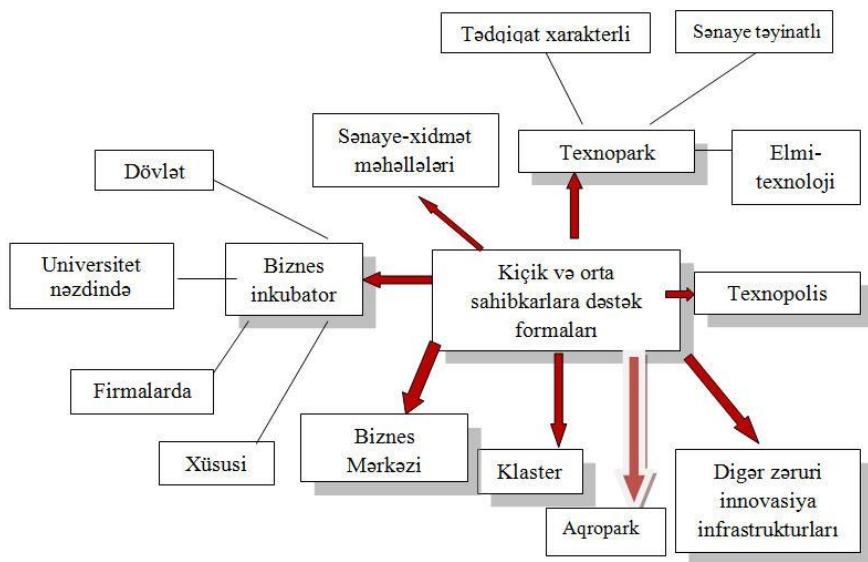 Tədqiqat xarakterli
Sənaye təyinatlı
Sənaye-xidmət
məhəllələri
Texnopark
Elmi-
texnoloji
Dövlət
Universitet
nəzdində
Biznes
inkubator
Kiçik və orta
sahibkarlara dəstək
formaları
Texnopolis
Firmalarda
Xüsusi
Biznes
Mərkəzi
Klaster
Aqropark
Digər zəruri
innovasiya
infrastrukturları